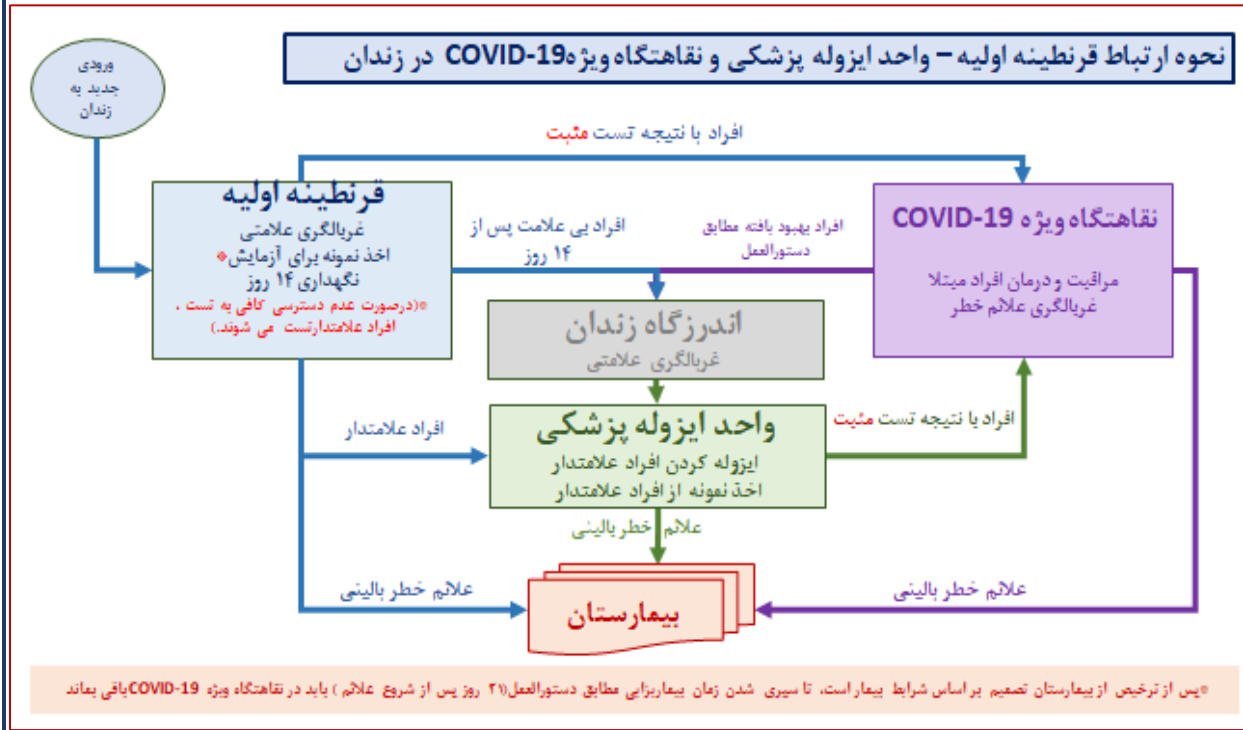 نحوه ارتباط قرنطینه اولیه – واحد ایزوله پزشکی و نقاهتگاه ویژه COVID-19 در زندان
ورودی
جدید به
زندان
افراد با نتیجه تست مثبت
قرنطینه اولیه
غربالگری علامتی
اخذ نمونه برای آزمایش*
نگهداری ۱۴ روز
*(درصورت عدم دسترسی کافی به تست ،
افراد علامتدارتست می شوند.)
افراد بی علامت پس از
۱۴ روز
افراد بهبود یافته مطابق
دستورالعمل
نقاهتگاه ویژه COVID-19
مراقبت و درمان افراد مبتلا
غربالگری علائم خطر
اندرزگاه زندان
غربالگری علامتی
افراد علامتدار
واحد ایزوله پزشکی
ایزوله کردن افراد علامتدار
اخذ نمونه از افراد علامتدار
افراد با نتیجه تست مثبت
علائم خطر بالینی
علائم خطر بالینی
بیمارستان
علائم خطر بالینی
*پس از ترخیص از بیمارستان تصمیم بر اساس شرایط بیمار است، تا سپری شدن زمان بیماریزایی مطابق دستورالعمل(۲۱ روز پس از شروع علائم ) باید در نقاهتگاه ویژه COVID-19باقی بماند